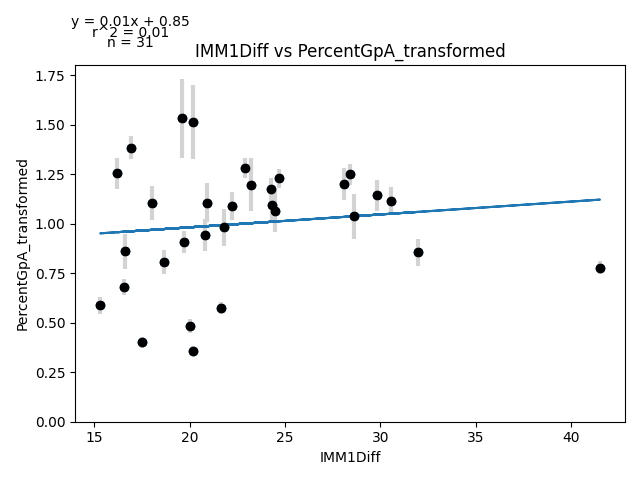 y = 0.01x + 0.85
r^2 = 0.01
n = 31
IMM1Diff vs PercentGpA_transformed
1.75
1.50
1.25
1.00
0.75
0.50
0.25
0.00
PercentGpA_transformed
15 20 25 30 35 40
IMM1Diff